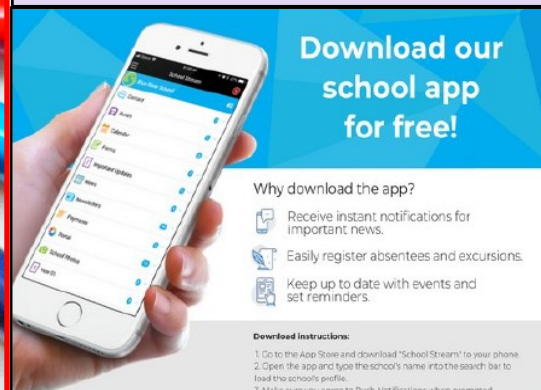 Download our
school app
for free!
School Stream
Blue River School
Contact
Calendar
Forms
Important Updates
News
Newsletters
Payments
Portal
School Photos
Why download the app?
Receive instant notifications for
important news.
Easily register absentees and excursions.
Keep up to date with events and
set reminders.
Download instructions:
1. Go to the App Store and download "School Stream" to your phone.
2. Open the app and type the school's name into the search bar to
load the school's profile.